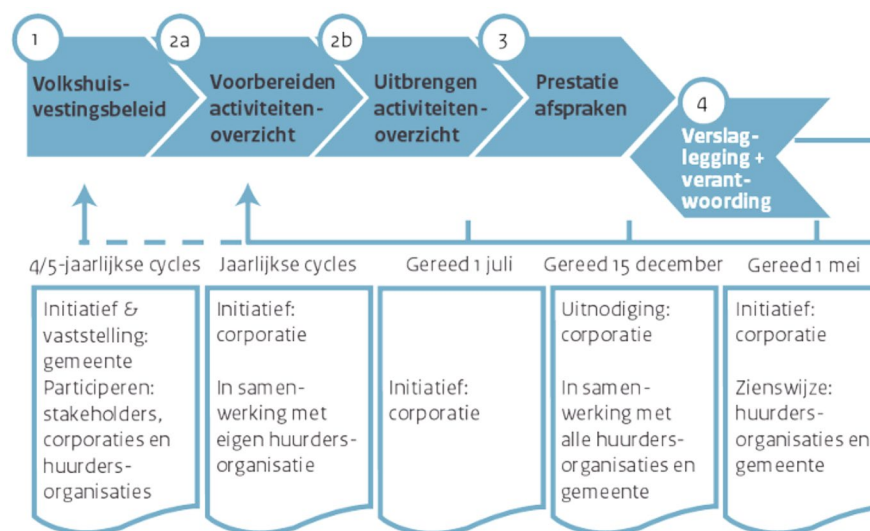 1
Volkshuis-
vestingsbeleid
2a
Voorbereiden
activiteiten-
overzicht
2b
Uitbrengen
activiteiten-
overzicht
3
Prestatie
afspraken
4
Verslag-
legging +
verant-
woording
4/5-jaarlijkse cycles
Initiatief &
vaststelling:
gemeente
Participeren:
stakeholders,
corporaties en
huurders-
organisaties
Jaarlijkse cycles
Initiatief:
corporatie
In samen-
werking met
eigen huurders-
organisatie
Gereed 1 juli
Initiatief:
corporatie
Gereed 15 december
Uitnodiging:
corporatie
In samen-
werking met
alle huurders-
organisaties en
gemeente
Gereed 1 mei
Initiatief:
corporatie
Zienswijze:
huurders-
organisaties en
gemeente